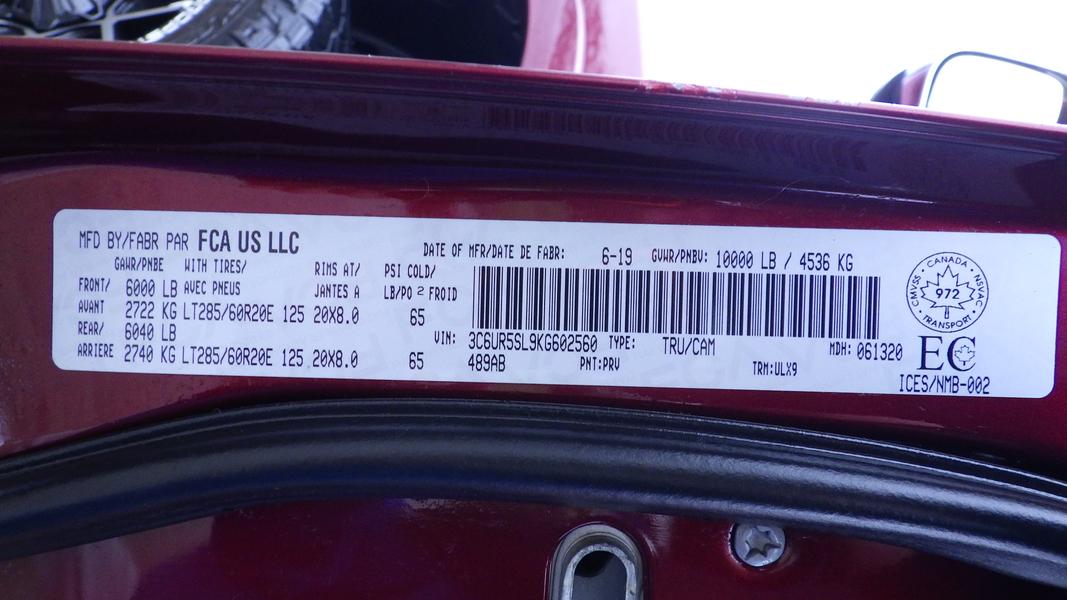 MFD BY/FABR PAR FCA US LLC
DATE OF MFR/DATE DE FABR: 6-19 GVWR/PNBV: 10000 LB / 4536 KG
GAWR/PNBE WITH TIRES/ RIMS AT/ PSI COLD/
FRONT/ 6000 LB AVEC PNEUS JANTES A LB/PO² FROID
AVANT 2722 KG LT285/60R20E 125 20X8.0 65
REAR/ 6040 LB
ARRIERE 2740 KG LT285/60R20E 125 20X8.0 65
VIN: 3C6UR5SL9KG602560 TYPE: TRU/CAM MDH: 061320
489AB PNT:PRV TRM:ULX9
CANADA
CMVSS 972 NSVAC
TRANSPORT
EC
ICES/NMB-002